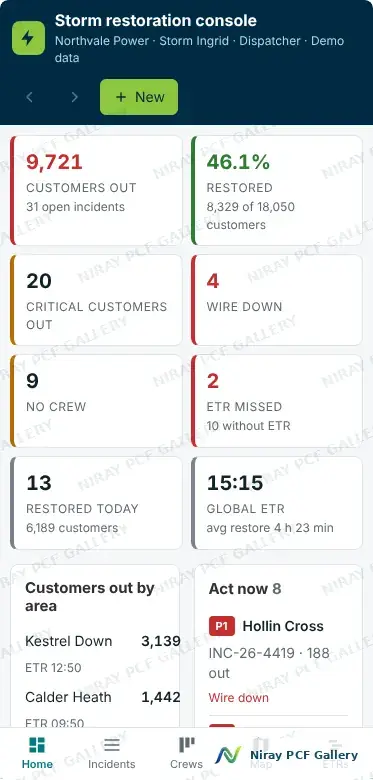 Storm restoration console
Northvale Power · Storm Ingrid · Dispatcher · Demo
data
+ New
9,721
CUSTOMERS OUT
31 open incidents
46.1%
RESTORED
8,329 of 18,050
customers
20
CRITICAL CUSTOMERS
OUT
4
WIRE DOWN
9
NO CREW
2
ETR MISSED
10 without ETR
13
RESTORED TODAY
6,189 customers
15:15
GLOBAL ETR
avg restore 4 h 23 min
Customers out by
area
Kestrel Down 3,139
ETR 12:50
Calder Heath 1,442
ETR 09:50
Act now 8
P1 Hollin Cross
INC-26-4419 · 188
out
Wire down
Home
Incidents
Crews
Map
ETRs
Niray PCF Gallery
NIRAY PCF GALLERY